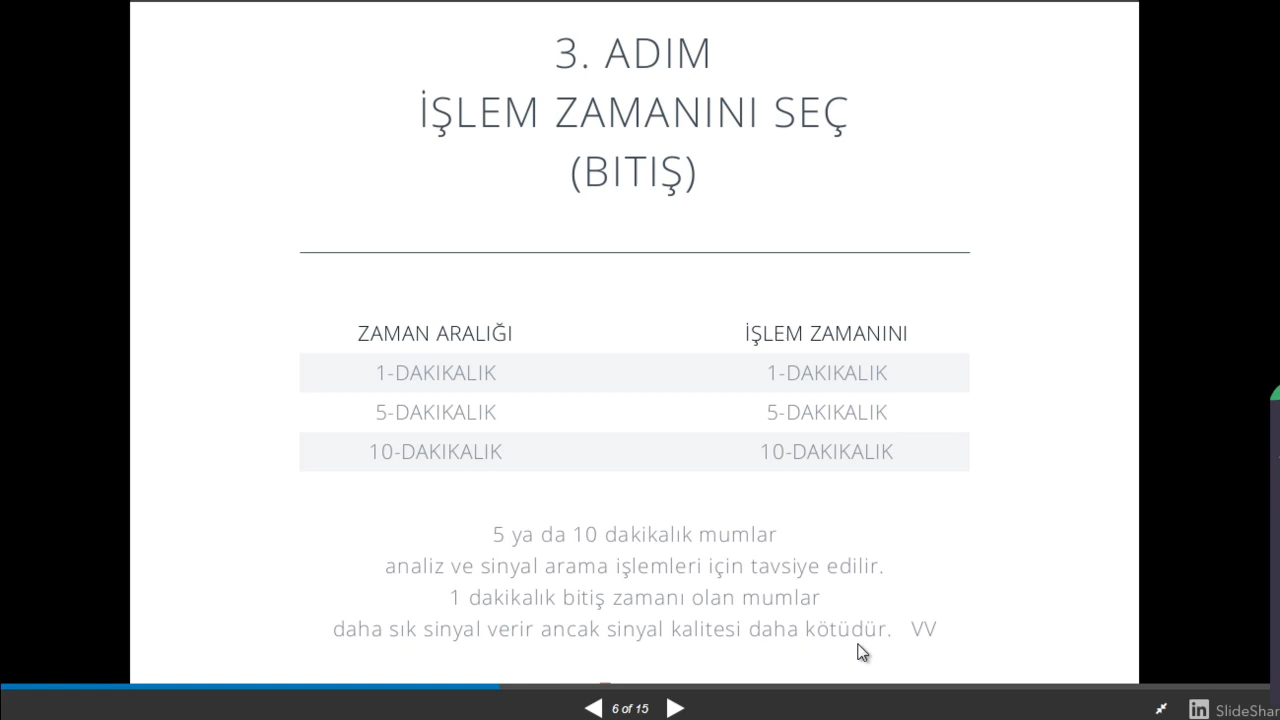 3. ADIM
İŞLEM ZAMANINI SEÇ
(BITIŞ)
ZAMAN ARALIĞI İŞLEM ZAMANINI
1-DAKIKALIK 1-DAKIKALIK
5-DAKIKALIK 5-DAKIKALIK
10-DAKIKALIK 10-DAKIKALIK
5 ya da 10 dakikalık mumlar
analiz ve sinyal arama işlemleri için tavsiye edilir.
1 dakikalık bitiş zamanı olan mumlar
daha sık sinyal verir ancak sinyal kalitesi daha kötüdür. VV
6 of 15
in SlideShar